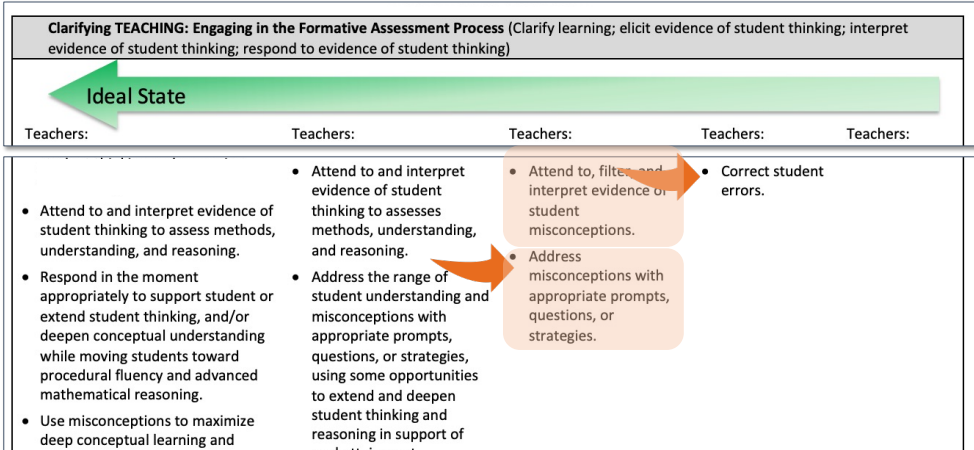 Clarifying TEACHING: Engaging in the Formative Assessment Process (Clarify learning; elicit evidence of student thinking; interpret
evidence of student thinking; respond to evidence of student thinking)
Ideal State
Teachers:
Teachers:
Teachers:
Teachers:
Teachers:
• Attend to and interpret evidence of
student thinking to assess methods,
understanding, and reasoning.
• Respond in the moment
appropriately to support student or
extend student thinking, and/or
deepen conceptual understanding
while moving students toward
procedural fluency and advanced
mathematical reasoning.
• Use misconceptions to maximize
deep conceptual learning and
• Attend to and interpret
evidence of student
thinking to assesses
methods, understanding,
and reasoning.
• Address the range of
student understanding and
misconceptions with
appropriate prompts,
questions, or strategies,
using some opportunities
to extend and deepen
student thinking and
reasoning in support of
• Attend to, filter, and
interpret evidence of
student
misconceptions.
• Address
misconceptions with
appropriate prompts,
questions, or
strategies.
• Correct student
errors.